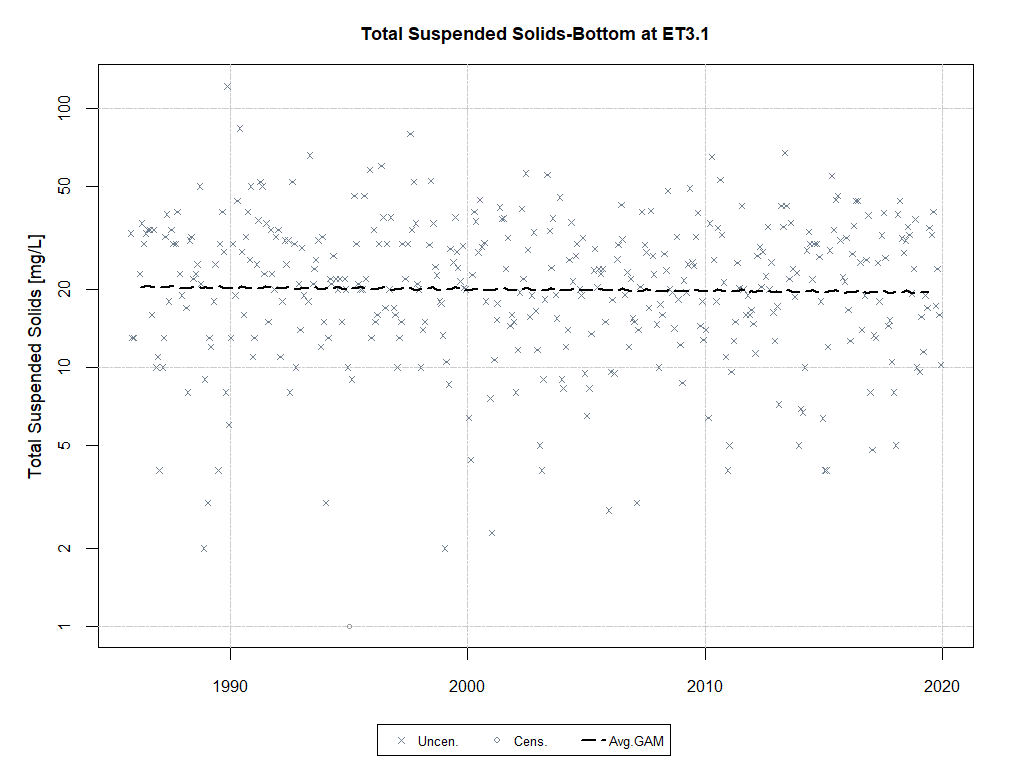 Total Suspended Solids-Bottom at ET3.1
Total Suspended Solids [mg/L]
100
50
20
10
5
2
1
1990 2000 2010 2020
Uncen. Cens. Avg.GAM